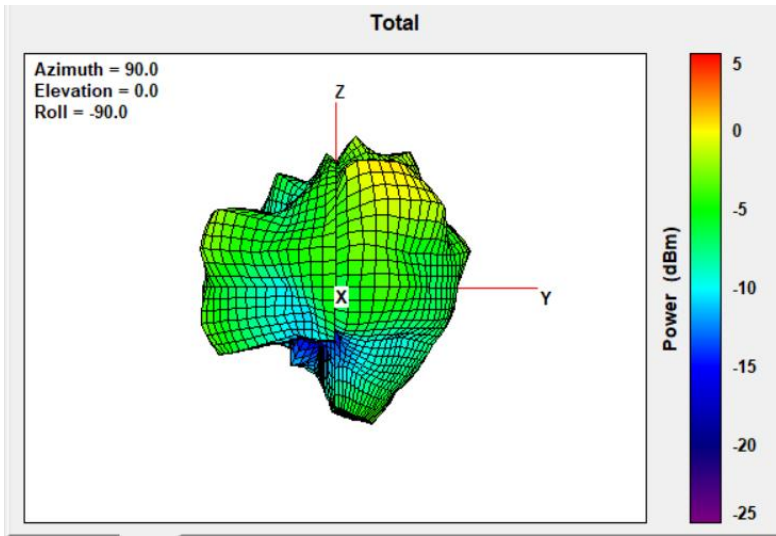 Total
Azimuth = 90.0
Elevation = 0.0
Roll = -90.0
Z
X
Y
5
0
-5
-10
-15
-20
-25
Power (dBm)